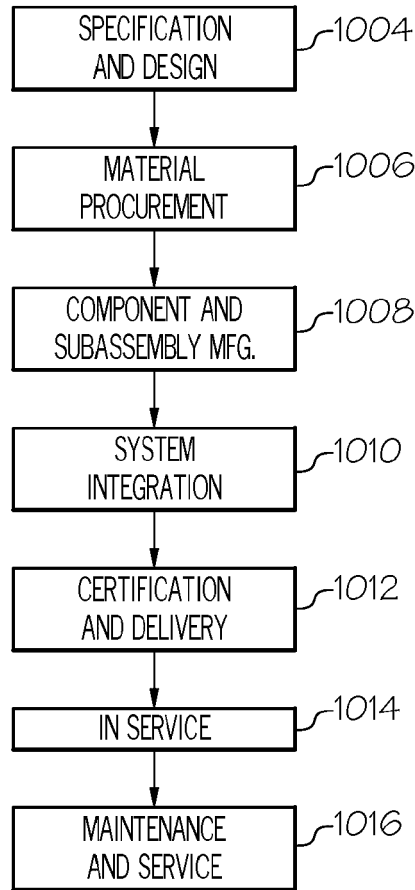 SPECIFICATION
AND DESIGN
1004
MATERIAL
PROCUREMENT
1006
COMPONENT AND
SUBASSEMBLY MFG.
1008
SYSTEM
INTEGRATION
1010
CERTIFICATION
AND DELIVERY
1012
IN SERVICE
1014
MAINTENANCE
AND SERVICE
1016